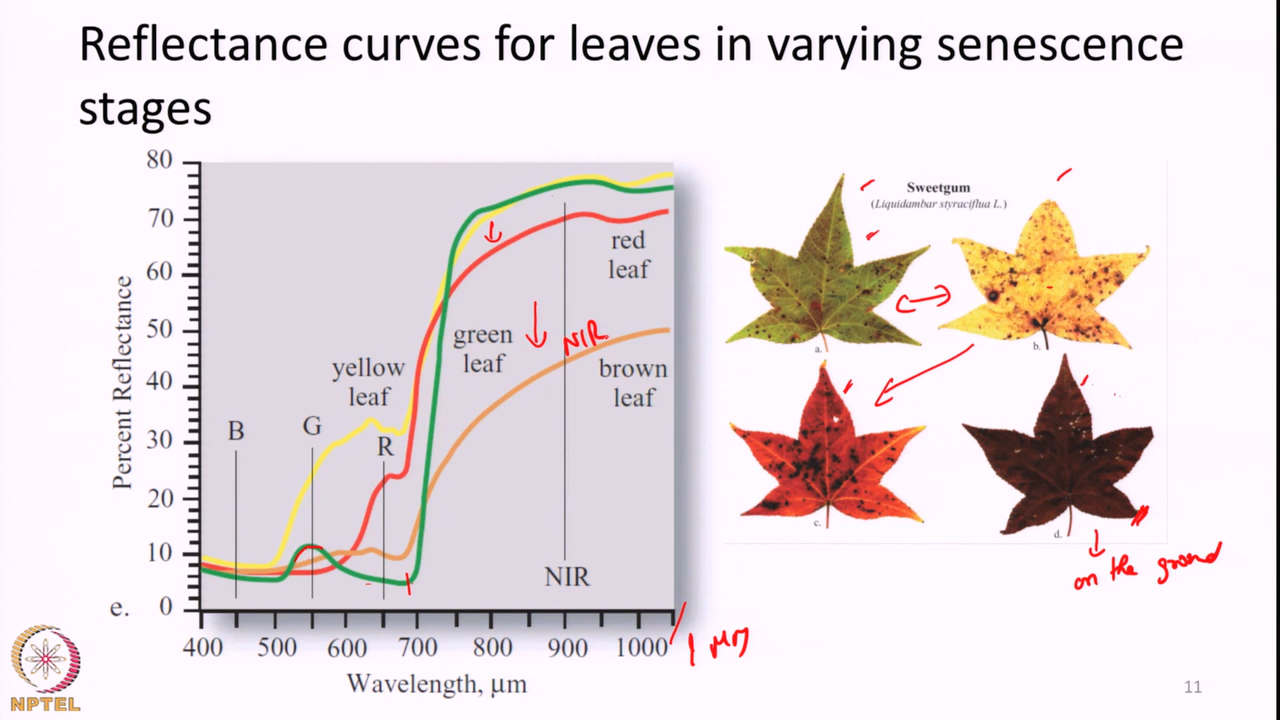 Reflectance curves for leaves in varying senescence
stages
80
70
60
50
40
30
20
10
0
Percent Reflectance
e.
B
G
R
yellow
leaf
green
leaf
red
leaf
brown
leaf
NIR
NIR
400 500 600 700 800 900 1000
Wavelength, μm
1 μm
Sweetgum
(Liquidambar styraciflua L.)
a.
b.
c.
d.
on the ground
NPTEL
11